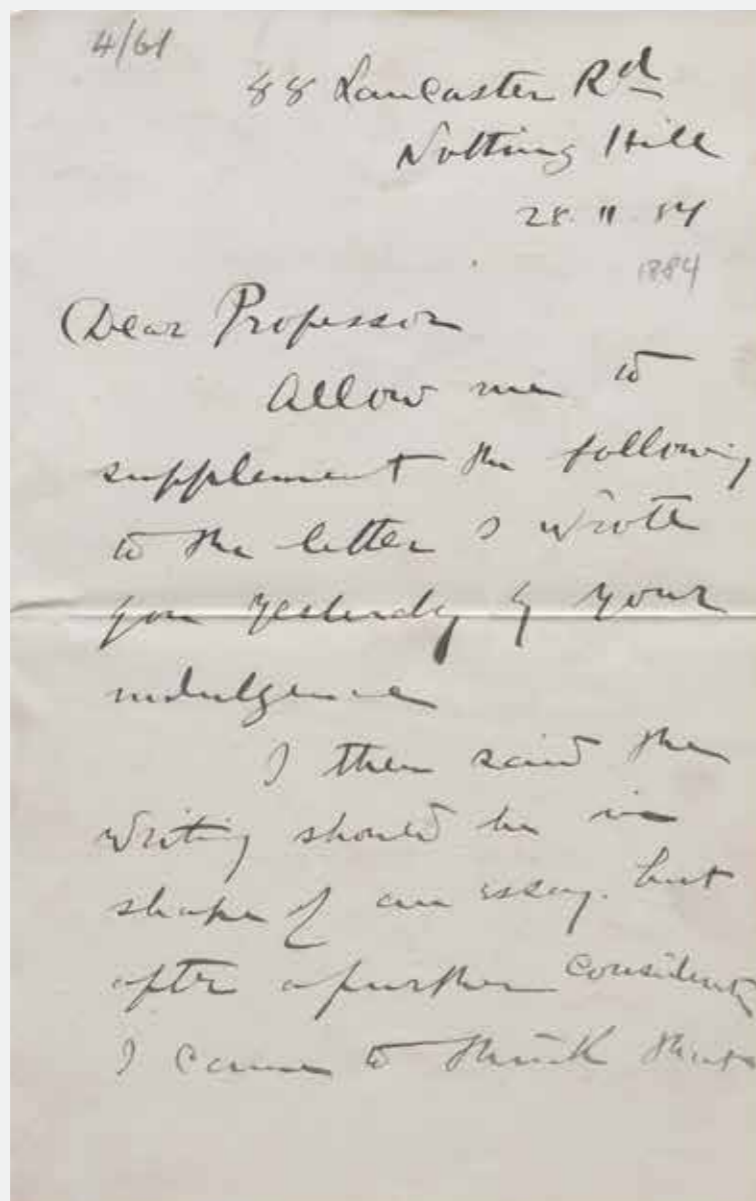 4/61
88 Lancaster Rd
Notting Hill
28 11 84
1884
Dear Professor
Allow me to
supplement the following
to the letter I wrote
you yesterday by your
indulgence
I then said the
writing should be in
shape of an essay. but
after a further
I came to think that